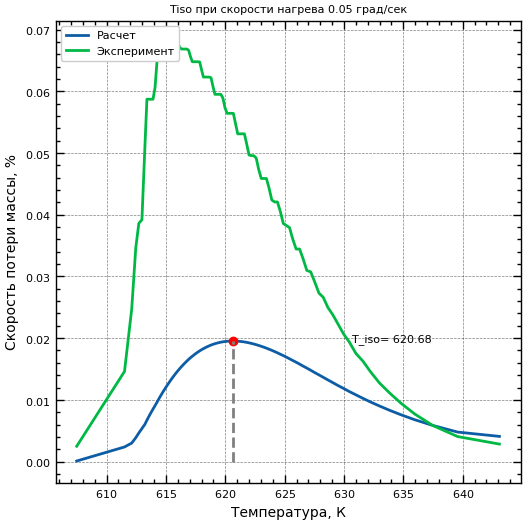 Tiso при скорости нагрева 0.05 град/сек
Расчет
Эксперимент
Скорость потери массы, %
0.07
0.06
0.05
0.04
0.03
0.02
0.01
0.00
T_iso= 620.68
610
615
620
625
630
635
640
Температура, К